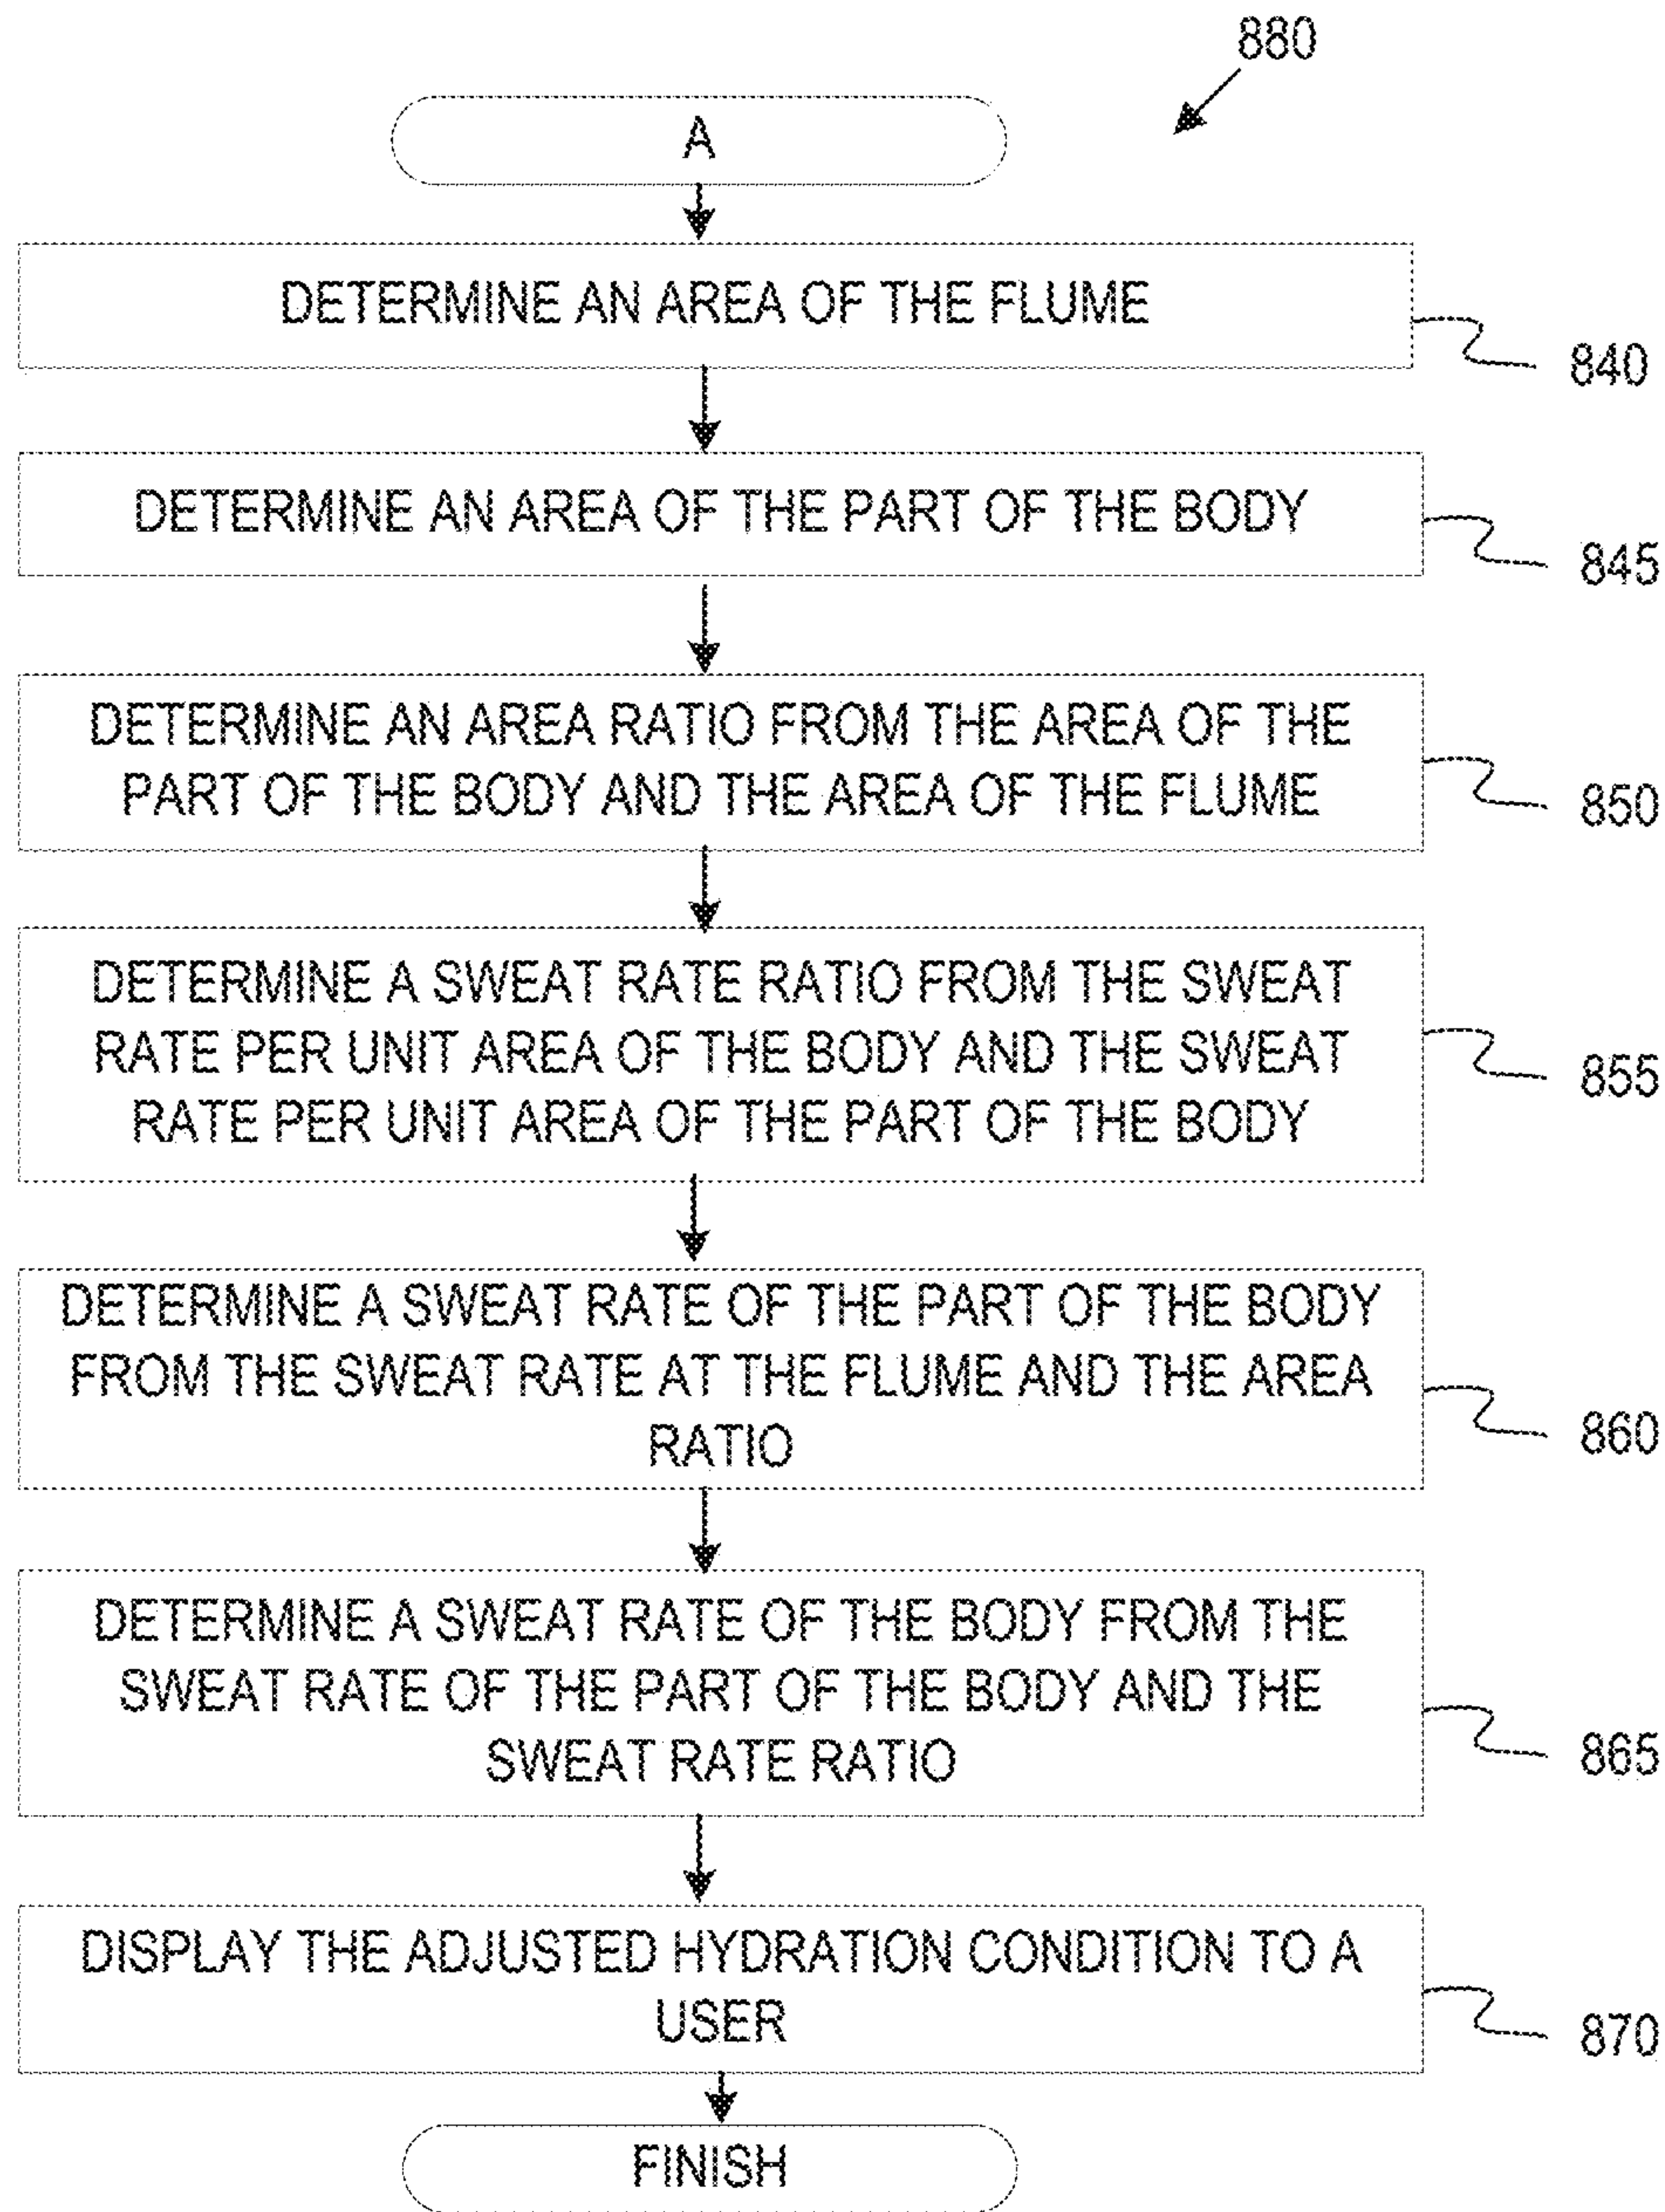 880
A
DETERMINE AN AREA OF THE FLUME
840
DETERMINE AN AREA OF THE PART OF THE BODY
845
DETERMINE AN AREA RATIO FROM THE AREA OF THE
PART OF THE BODY AND THE AREA OF THE FLUME
850
DETERMINE A SWEAT RATE RATIO FROM THE SWEAT
RATE PER UNIT AREA OF THE BODY AND THE SWEAT
RATE PER UNIT AREA OF THE PART OF THE BODY
855
DETERMINE A SWEAT RATE OF THE PART OF THE BODY
FROM THE SWEAT RATE AT THE FLUME AND THE AREA
RATIO
860
DETERMINE A SWEAT RATE OF THE BODY FROM THE
SWEAT RATE OF THE PART OF THE BODY AND THE
SWEAT RATE RATIO
865
DISPLAY THE ADJUSTED HYDRATION CONDITION TO A
USER
870
FINISH